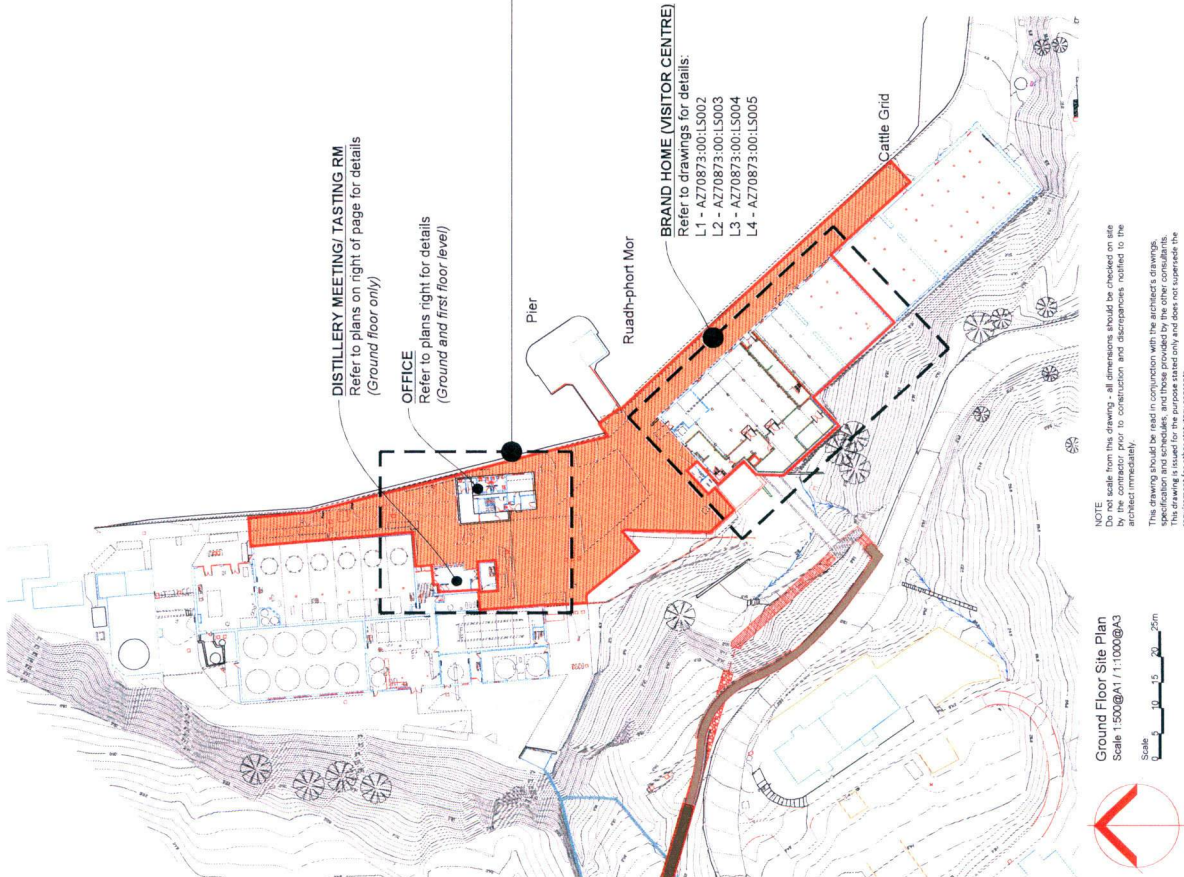 DISTILLERY MEETING/ TASTING RM
Refer to plans on right of page for details
(Ground floor only)
OFFICE
Refer to plans right for details
(Ground and first floor level)
Pier
Ruadh-phort Mor
BRAND HOME (VISITOR CENTRE)
Refer to drawings for details:
L1 - AZ70873:00:LS002
L2 - AZ70873:00:LS003
L3 - AZ70873:00:LS004
L4 - AZ70873:00:LS005
Cattle Grid
NOTE
Do not scale from this drawing - all dimensions should be checked on site
by the contractor prior to construction and discrepancies notified to the
architect immediately.
This drawing should be read in conjunction with the architect's drawings,
specification and schedules, and those provided by the other consultants.
This drawing is issued for the purpose stated only and does not supersede the
Ground Floor Site Plan
Scale 1:500@A1 / 1:1000@A3
Scale
0 5 10 15 20 25m